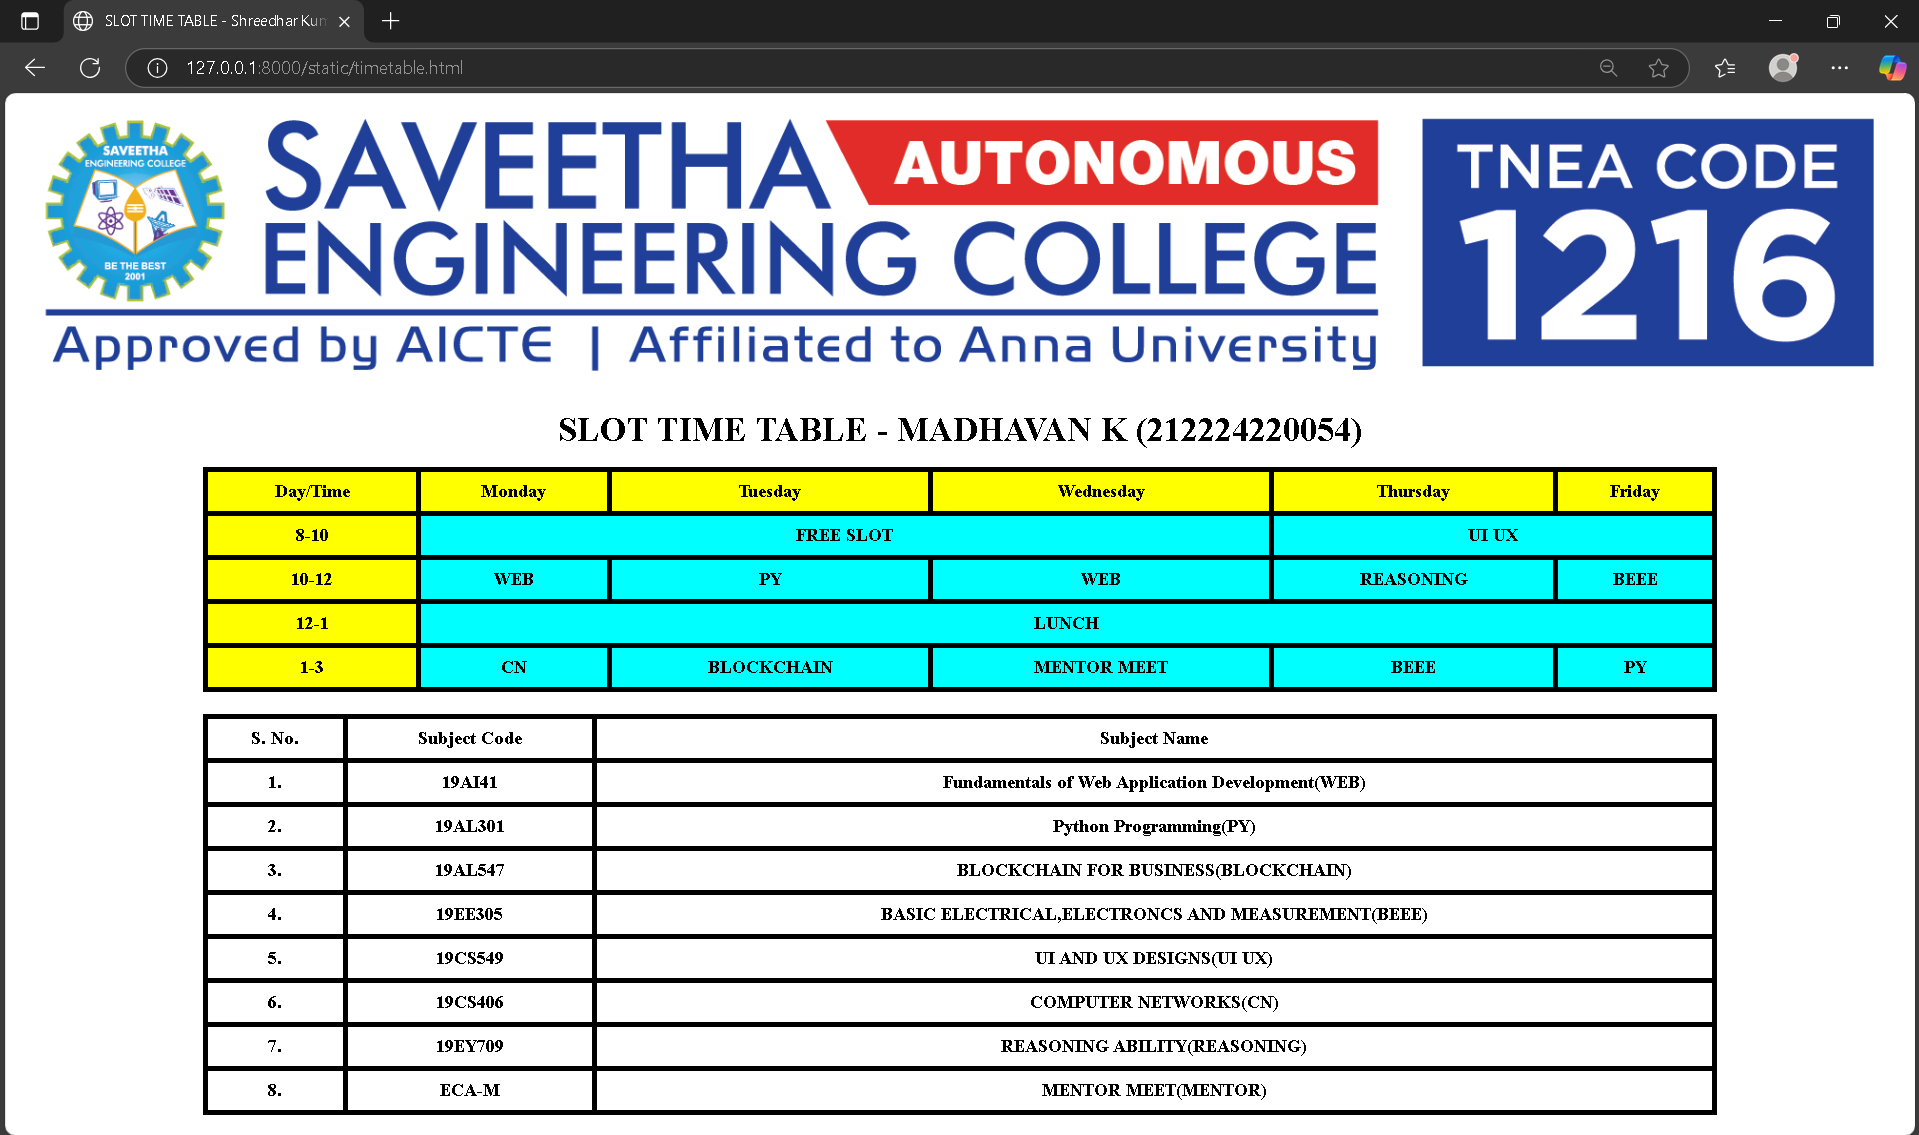 SLOT TIME TABLE - Shreedhar Kum
127.0.0.1:8000/static/timetable.html
SAVEETHA
ENGINEERING COLLEGE
BE THE BEST
2001
SAVEETHA AUTONOMOUS
ENGINEERING COLLEGE
Approved by AICTE | Affiliated to Anna University
TNEA CODE
1216
SLOT TIME TABLE - MADHAVAN K (212224220054)
Day/Time Monday Tuesday Wednesday Thursday Friday
8-10 FREE SLOT UI UX
10-12 WEB PY WEB REASONING BEEE
12-1 LUNCH
1-3 CN BLOCKCHAIN MENTOR MEET BEEE PY
S. No. Subject Code Subject Name
1. 19AI41 Fundamentals of Web Application Development(WEB)
2. 19AL301 Python Programming(PY)
3. 19AL547 BLOCKCHAIN FOR BUSINESS(BLOCKCHAIN)
4. 19EE305 BASIC ELECTRICAL,ELECTRONCS AND MEASUREMENT(BEEE)
5. 19CS549 UI AND UX DESIGNS(UI UX)
6. 19CS406 COMPUTER NETWORKS(CN)
7. 19EY709 REASONING ABILITY(REASONING)
8. ECA-M MENTOR MEET(MENTOR)